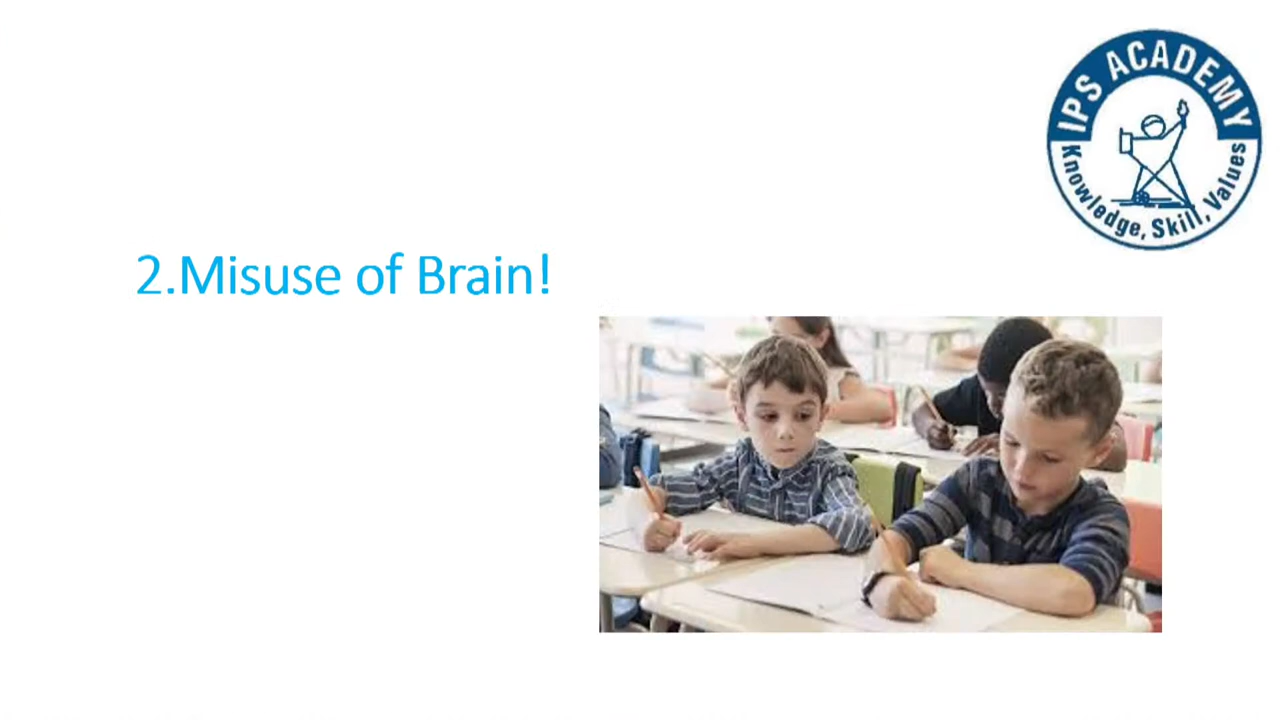 IPS ACADEMY
Knowledge, Skill, Values
2.Misuse of Brain!